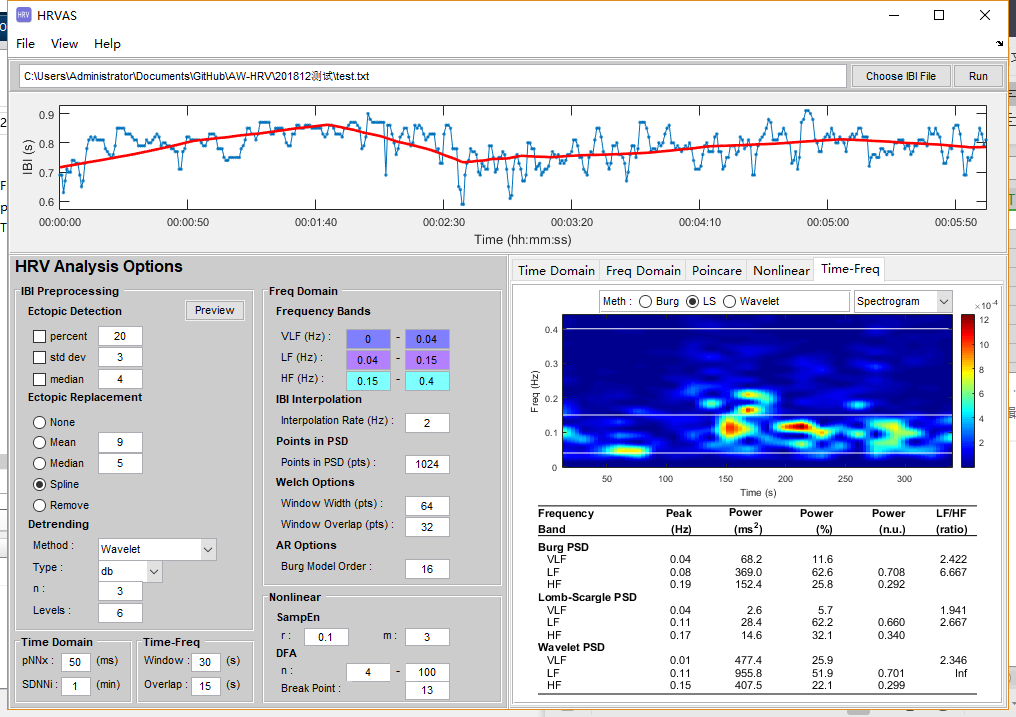 HRV HRVAS
File View Help
C:\Users\Administrator\Documents\GitHub\AW-HRV\201812测试\test.txt Choose IBI File Run
IBI (s)
0.9
0.8
0.7
0.6
00:00:00 00:00:50 00:01:40 00:02:30 00:03:20 00:04:10 00:05:00 00:05:50
Time (hh:mm:ss)
HRV Analysis Options
IBI Preprocessing
Ectopic Detection Preview
percent 20
std dev 3
median 4
Ectopic Replacement
None
Mean 9
Median 5
Spline
Remove
Detrending
Method : Wavelet
Type : db
n : 3
Levels : 6
Time Domain
pNNx : 50 (ms)
SDNNi : 1 (min)
Time-Freq
Window : 30 (s)
Overlap : 15 (s)
Freq Domain
Frequency Bands
VLF (Hz) : 0 - 0.04
LF (Hz) : 0.04 - 0.15
HF (Hz) : 0.15 - 0.4
IBI Interpolation
Interpolation Rate (Hz) : 2
Points in PSD
Points in PSD (pts) : 1024
Welch Options
Window Width (pts) : 64
Window Overlap (pts) : 32
AR Options
Burg Model Order : 16
Nonlinear
SampEn
r : 0.1 m : 3
DFA
n : 4 - 100
Break Point : 13
Time Domain Freq Domain Poincare Nonlinear Time-Freq
Meth : Burg LS Wavelet Spectrogram
×10⁻⁴
Freq (Hz)
0.4
0.3
0.2
0.1
0
50 100 150 200 250 300
Time (s)
12
10
8
6
4
2
Frequency Peak Power Power Power LF/HF
Band (Hz) (ms²) (%) (n.u.) (ratio)
Burg PSD
VLF 0.04 68.2 11.6 2.422
LF 0.08 369.0 62.6 0.708 6.667
HF 0.19 152.4 25.8 0.292
Lomb-Scargle PSD
VLF 0.04 2.6 5.7 1.941
LF 0.11 28.4 62.2 0.660 2.667
HF 0.17 14.6 32.1 0.340
Wavelet PSD
VLF 0.01 477.4 25.9 2.346
LF 0.11 955.8 51.9 0.701 Inf
HF 0.15 407.5 22.1 0.299